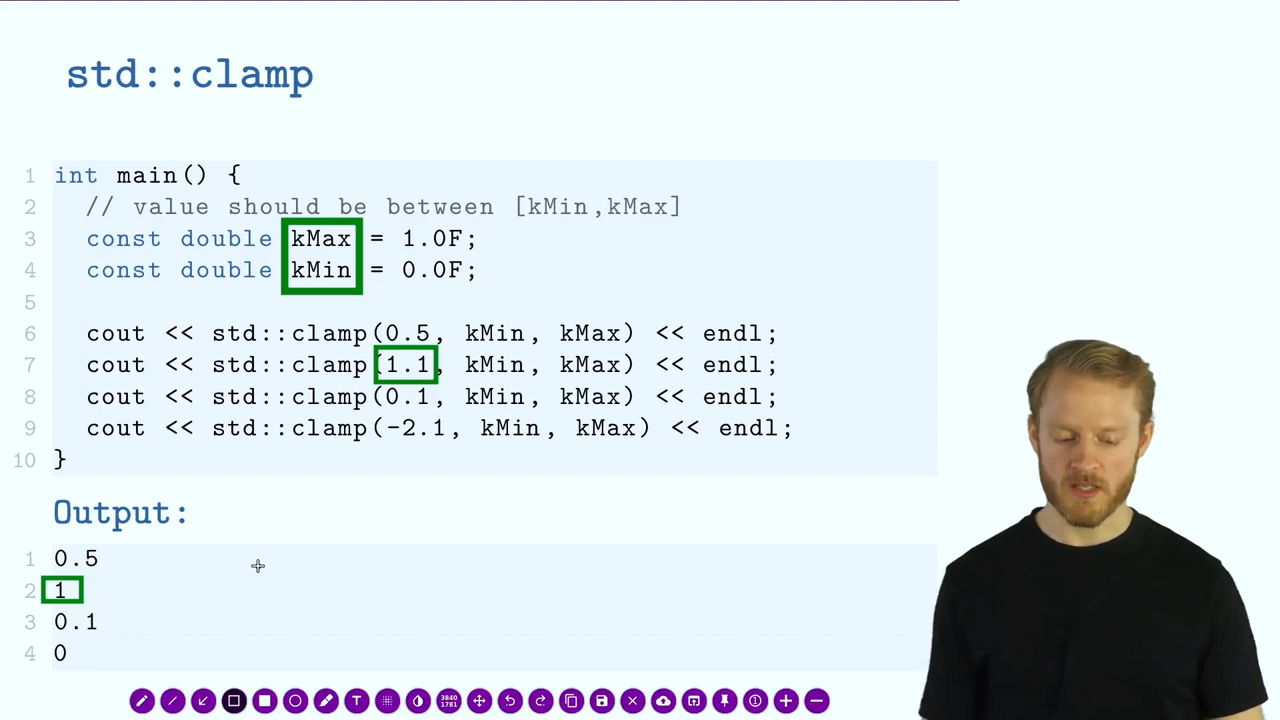 std::clamp
1 int main() {
2 // value should be between [kMin,kMax]
3 const double kMax = 1.0F;
4 const double kMin = 0.0F;
5
6 cout << std::clamp(0.5, kMin, kMax) << endl;
7 cout << std::clamp(1.1, kMin, kMax) << endl;
8 cout << std::clamp(0.1, kMin, kMax) << endl;
9 cout << std::clamp(-2.1, kMin, kMax) << endl;
10 }
Output:
1 0.5
2 1
3 0.1
4 0
T 3840 1781 1